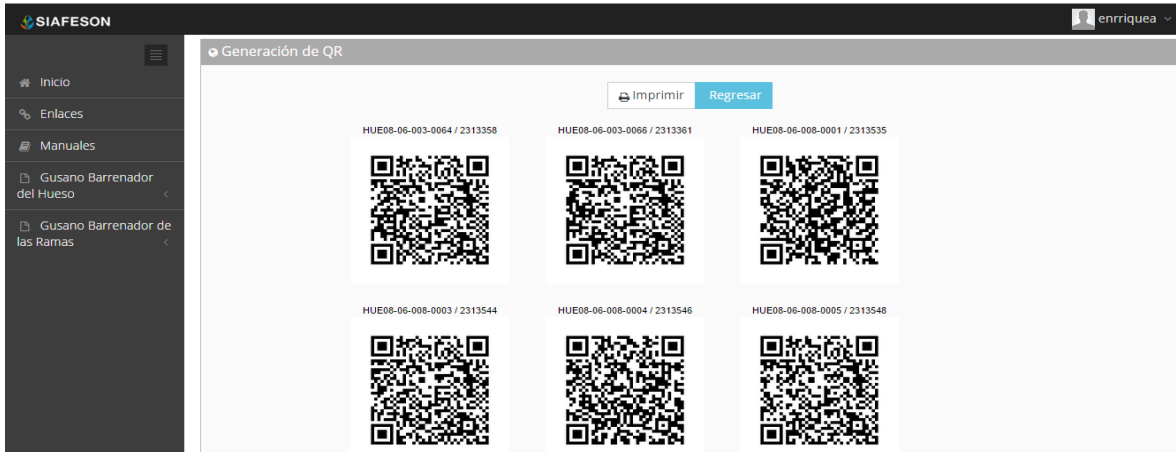 SIAFESON
enrriquea
Generación de QR
Inicio
Enlaces
Manuales
Gusano Barrenador
del Hueso
Gusano Barrenador de
las Ramas
Imprimir
Regresar
HUE08-06-003-0064 / 2313358
HUE08-06-003-0066 / 2313361
HUE08-06-008-0001 / 2313535
HUE08-06-008-0003 / 2313544
HUE08-06-008-0004 / 2313546
HUE08-06-008-0005 / 2313548